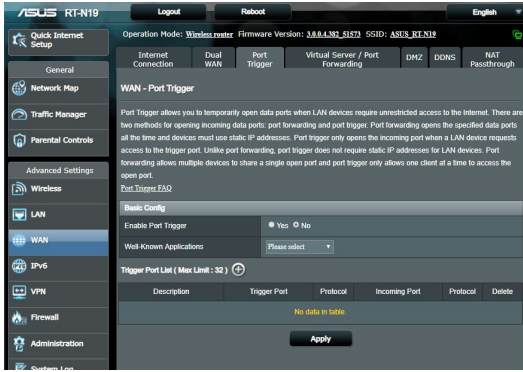 ASUS RT-N19 Logout Reboot English
Quick Internet
Setup
Operation Mode: Wireless router Firmware Version: 3.0.0.4.382_51573 SSID: ASUS_RT-N19
Internet
Connection
Dual
WAN
Port
Trigger
Virtual Server / Port
Forwarding
DMZ
DDNS
NAT
Passthrough
General
Network Map
Traffic Manager
Parental Controls
Advanced Settings
Wireless
LAN
WAN
IPv6
VPN
Firewall
Administration
System Log
WAN - Port Trigger
Port Trigger allows you to temporarily open data ports when LAN devices require unrestricted access to the Internet. There are
two methods for opening incoming data ports: port forwarding and port trigger. Port forwarding opens the specified data ports
all the time and devices must use static IP addresses. Port trigger only opens the incoming port when a LAN device requests
access to the trigger port. Unlike port forwarding, port trigger does not require static IP addresses for LAN devices. Port
forwarding allows multiple devices to share a single open port and port trigger only allows one client at a time to access the
open port.
Port Trigger FAQ
Basic Config
Enable Port Trigger Yes No
Well-Known Applications Please select
Trigger Port List ( Max Limit : 32 )
Description Trigger Port Protocol Incoming Port Protocol Delete
No data in table.
Apply